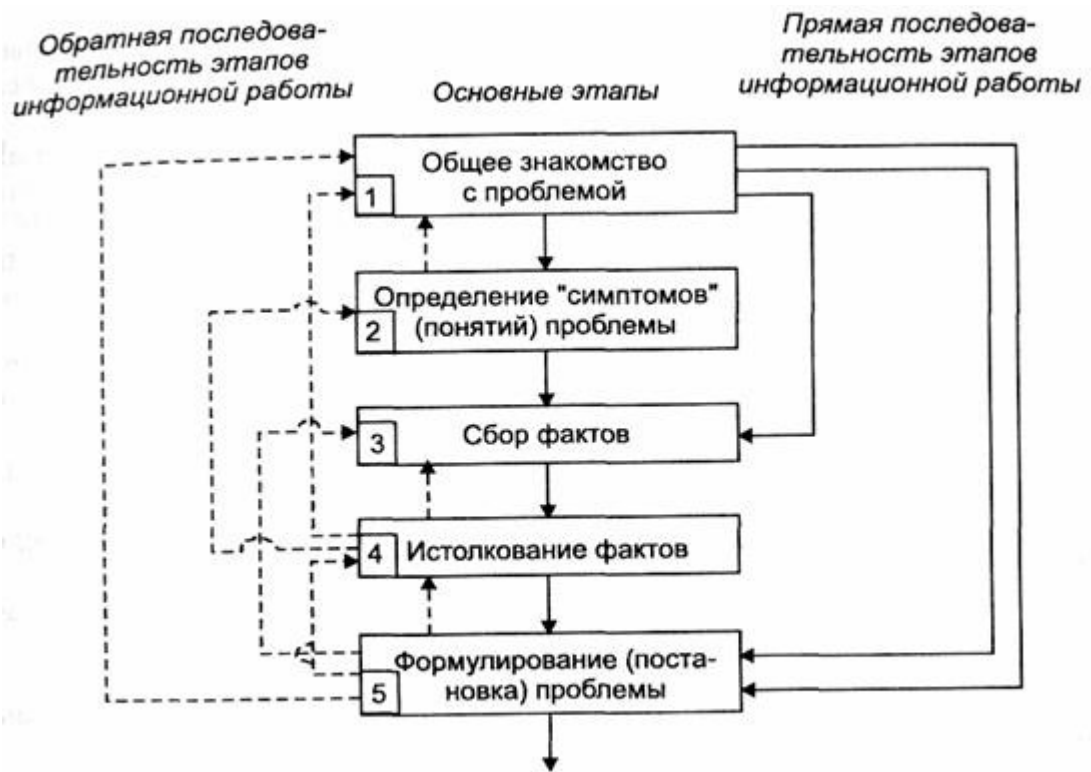 Обратная последова-
тельность этапов
информационной работы
Основные этапы
Прямая последова-
тельность этапов
информационной работы
Общее знакомство
с проблемой
1
Определение "симптомов"
(понятий) проблемы
2
Сбор фактов
3
Истолкование фактов
4
Формулирование (поста-
новка) проблемы
5